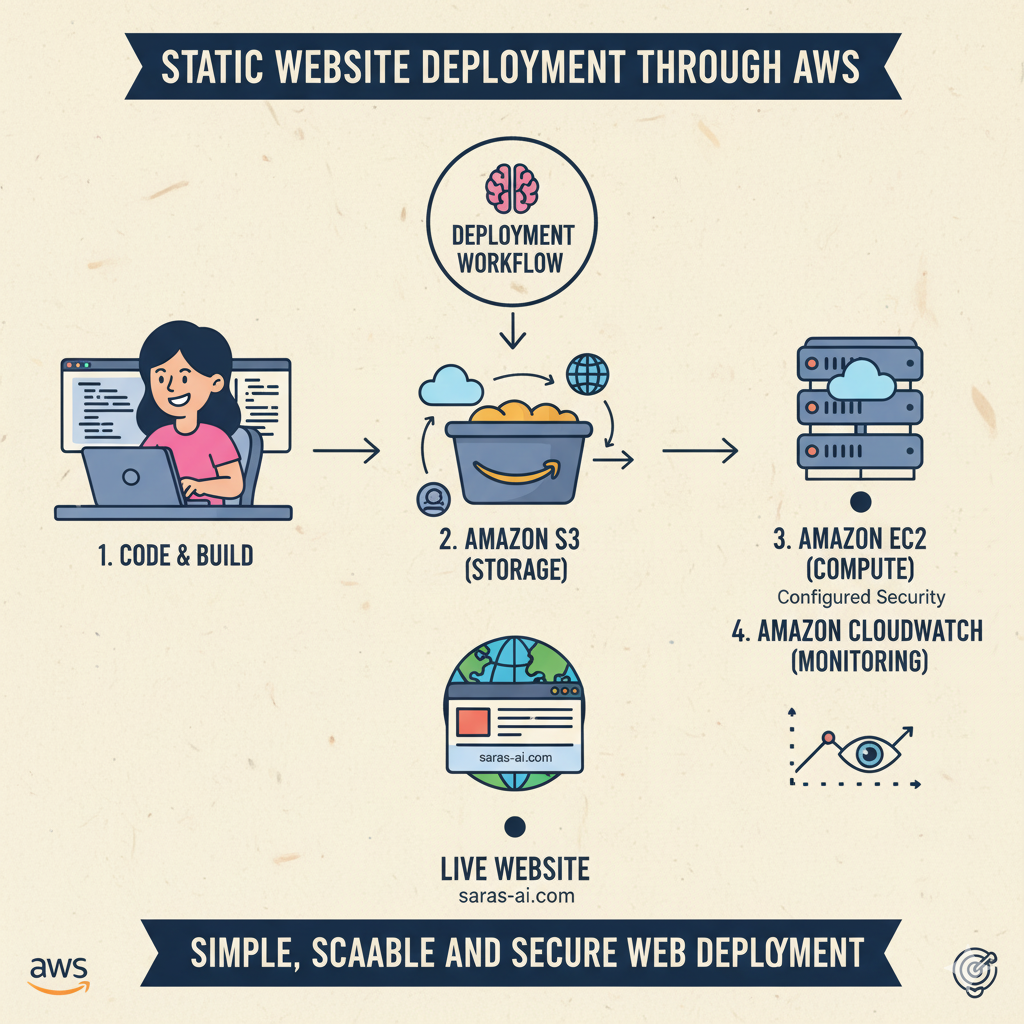 STATIC WEBSITE DEPLOYMENT THROUGH AWS
DEPLOYMENT
WORKFLOW
1. CODE & BUILD
2. AMAZON S3
(STORAGE)
3. AMAZON EC2
(COMPUTE)
Configured Security
4. AMAZON CLOUDWATCH
(MONITORING)
saras-ai.com
LIVE WEBSITE
saras-ai.com
SIMPLE, SCAABLE AND SECURE WEB DEPLOYMENT
aws